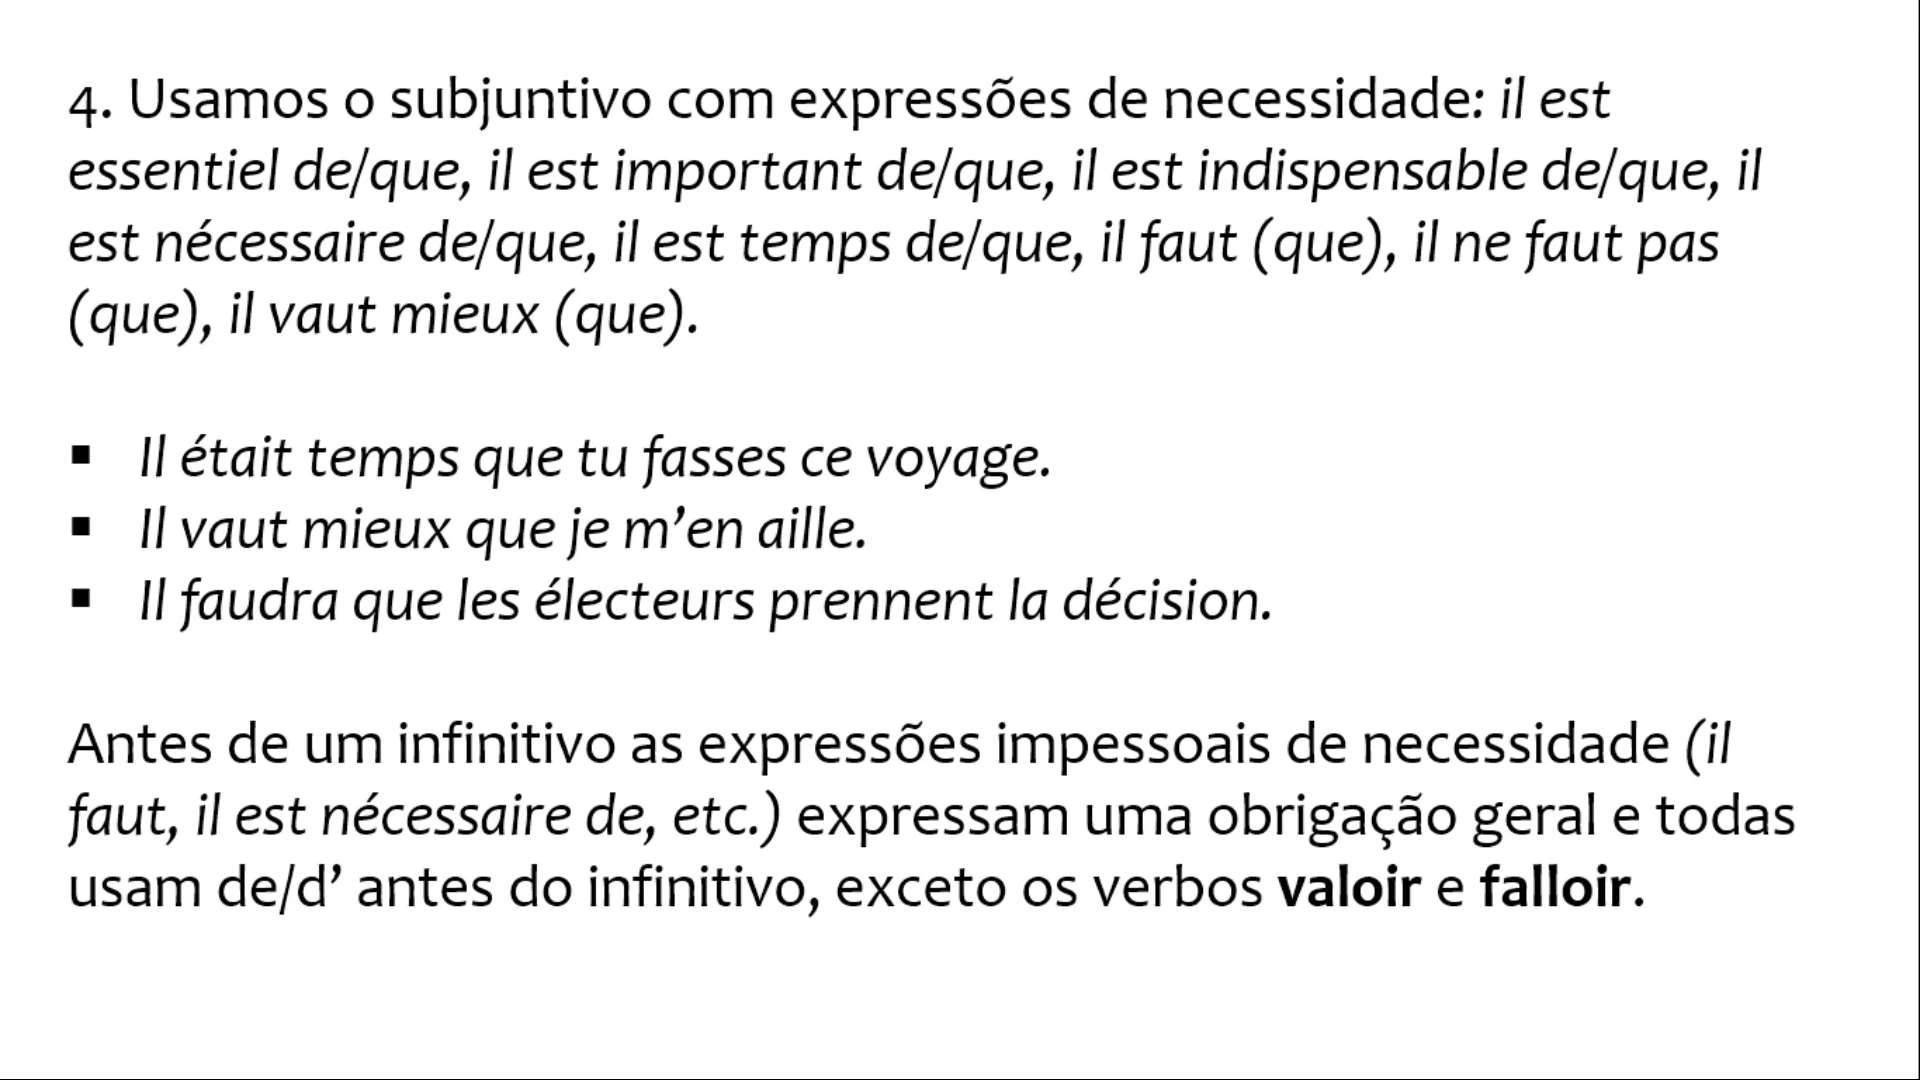 4. Usamos o subjuntivo com expressões de necessidade: il est
essentiel de/que, il est important de/que, il est indispensable de/que, il
est nécessaire de/que, il est temps de/que, il faut (que), il ne faut pas
(que), il vaut mieux (que).
▪ Il était temps que tu fasses ce voyage.
▪ Il vaut mieux que je m’en aille.
▪ Il faudra que les électeurs prennent la décision.
Antes de um infinitivo as expressões impessoais de necessidade (il
faut, il est nécessaire de, etc.) expressam uma obrigação geral e todas
usam de/d’ antes do infinitivo, exceto os verbos valoir e falloir.